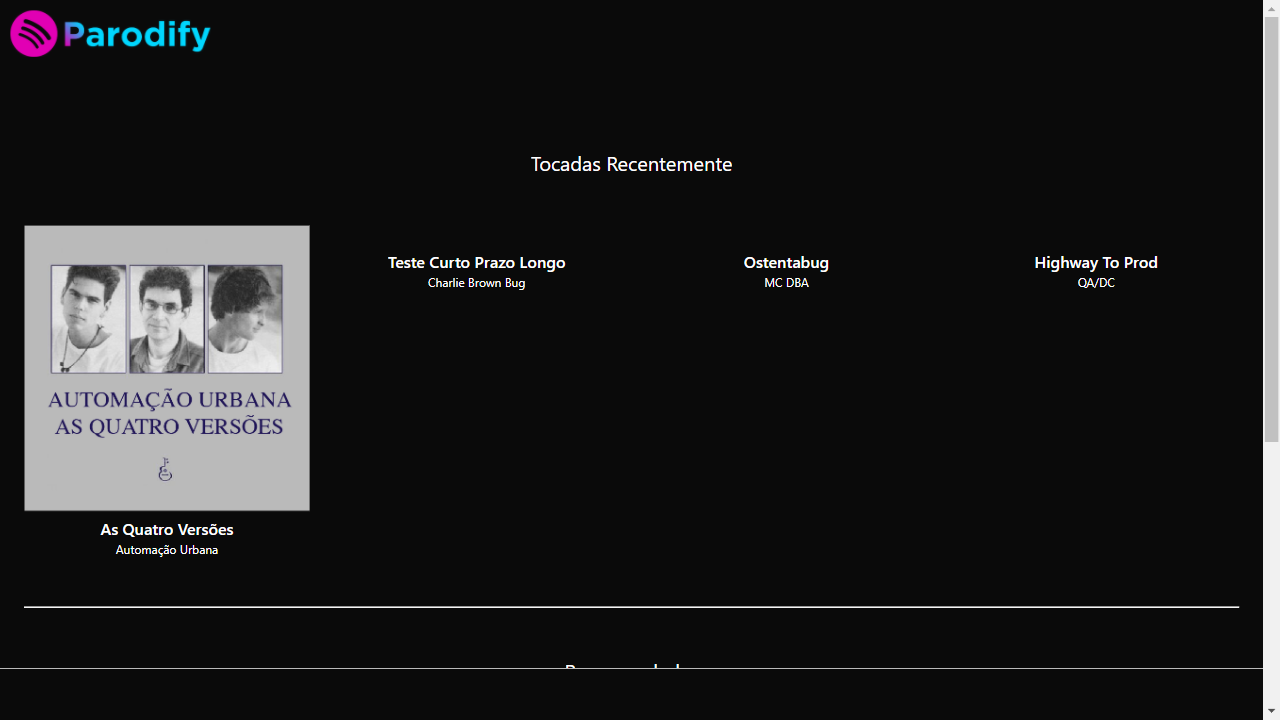 Parodify
Tocadas Recentemente
AUTOMAÇÃO URBANA
AS QUATRO VERSÕES
As Quatro Versões
Automação Urbana
Teste Curto Prazo Longo
Charlie Brown Bug
Ostentabug
MC DBA
Highway To Prod
QA/DC